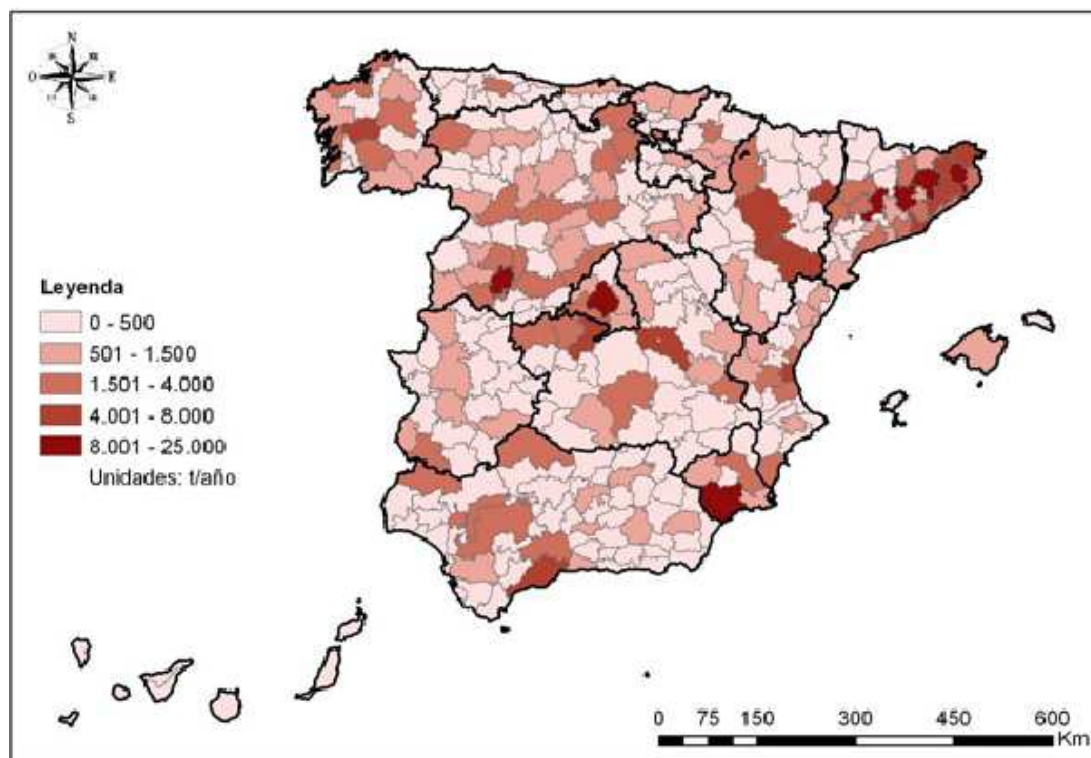 N
O E
S
Leyenda
0 - 500
501 - 1.500
1.501 - 4.000
4.001 - 8.000
8.001 - 25.000
Unidades: t/año
0 75 150 300 450 600
Km